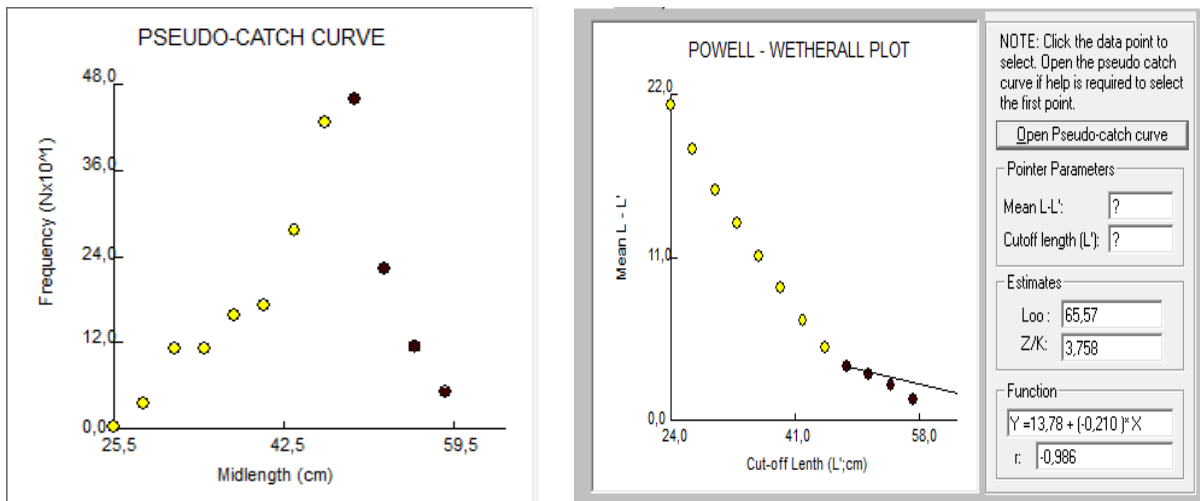 PSEUDO-CATCH CURVE
48,0
36,0
24,0
12,0
0,0
Frequency (Nx10^1)
25,5 42,5 59,5
Midlength (cm)
POWELL - WETHERALL PLOT
22,0
11,0
0,0
Mean L - L'
24,0 41,0 58,0
Cut-off Lenth (L';cm)
NOTE: Click the data point to
select. Open the pseudo catch
curve if help is required to select
the first point.
Open Pseudo-catch curve
Pointer Parameters
Mean L-L': ?
Cutoff length (L'): ?
Estimates
Loo : 65,57
Z/K: 3,758
Function
Y =13,78 + (-0,210 )* X
r: -0,986